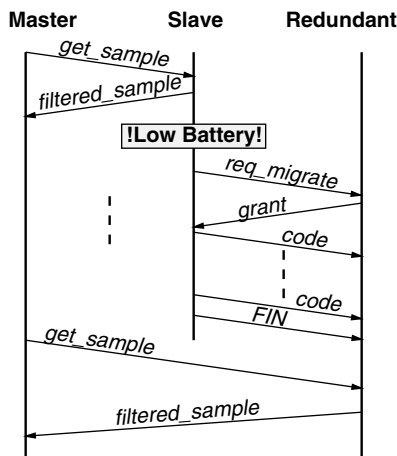 Master Slave Redundant
get_sample
filtered_sample
!Low Battery!
req_migrate
grant
code
code
FIN
get_sample
filtered_sample